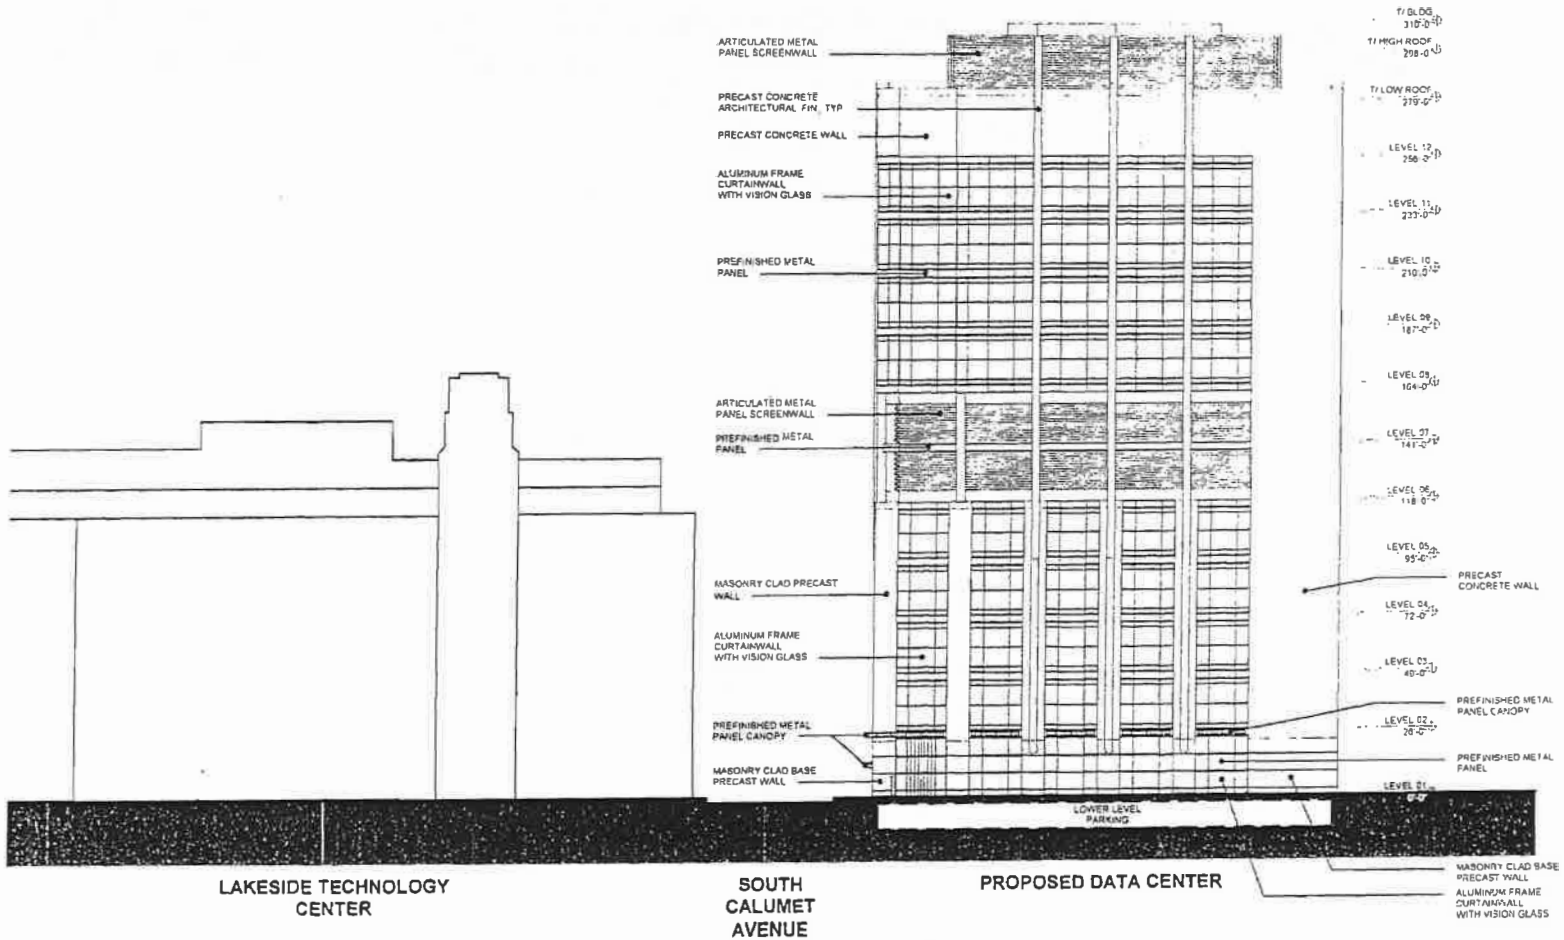 ARTICULATED METAL
PANEL SCREENWALL
PRECAST CONCRETE
ARCHITECTURAL FIN, TYP
PRECAST CONCRETE WALL
ALUMINUM FRAME
CURTAINWALL
WITH VISION GLASS
PREFINISHED METAL
PANEL
ARTICULATED METAL
PANEL SCREENWALL
PREFINISHED METAL
PANEL
MASONRY CLAD PRECAST
WALL
ALUMINUM FRAME
CURTAINWALL
WITH VISION GLASS
PREFINISHED METAL
PANEL CANOPY
MASONRY CLAD BASE
PRECAST WALL
T/ BLDG
310'-0"
T/ HIGH ROOF
298'-0"
T/ LOW ROOF
279'-0"
LEVEL 12
256'-0"
LEVEL 11
233'-0"
LEVEL 10
210'-0"
LEVEL 09
187'-0"
LEVEL 08
164'-0"
LEVEL 07
141'-0"
LEVEL 06
118'-0"
LEVEL 05
95'-0"
LEVEL 04
72'-0"
LEVEL 03
LEVEL 02
LEVEL 01
0'-0"
PRECAST
CONCRETE WALL
PREFINISHED METAL
PANEL CANOPY
PREFINISHED METAL
PANEL
MASONRY CLAD BASE
PRECAST WALL
ALUMINUM FRAME
CURTAINWALL
WITH VISION GLASS
LOWER LEVEL
PARKING
LAKESIDE TECHNOLOGY
CENTER
SOUTH
CALUMET
AVENUE
PROPOSED DATA CENTER